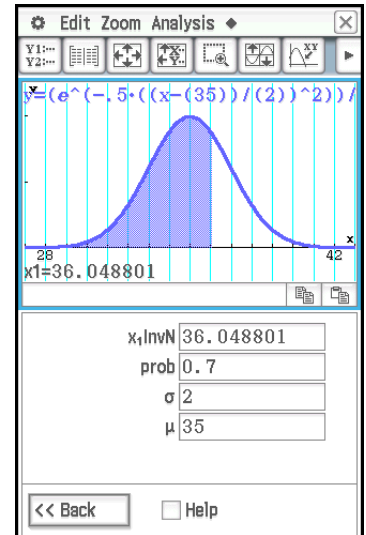 Edit Zoom Analysis ◆
Y1:...
Y2:...
XY
y=(e^(-.5·((x-(35))/(2))^2))/
y
x
28 42
x1=36.048801
x₁InvN 36.048801
prob 0.7
σ 2
μ 35
<< Back Help